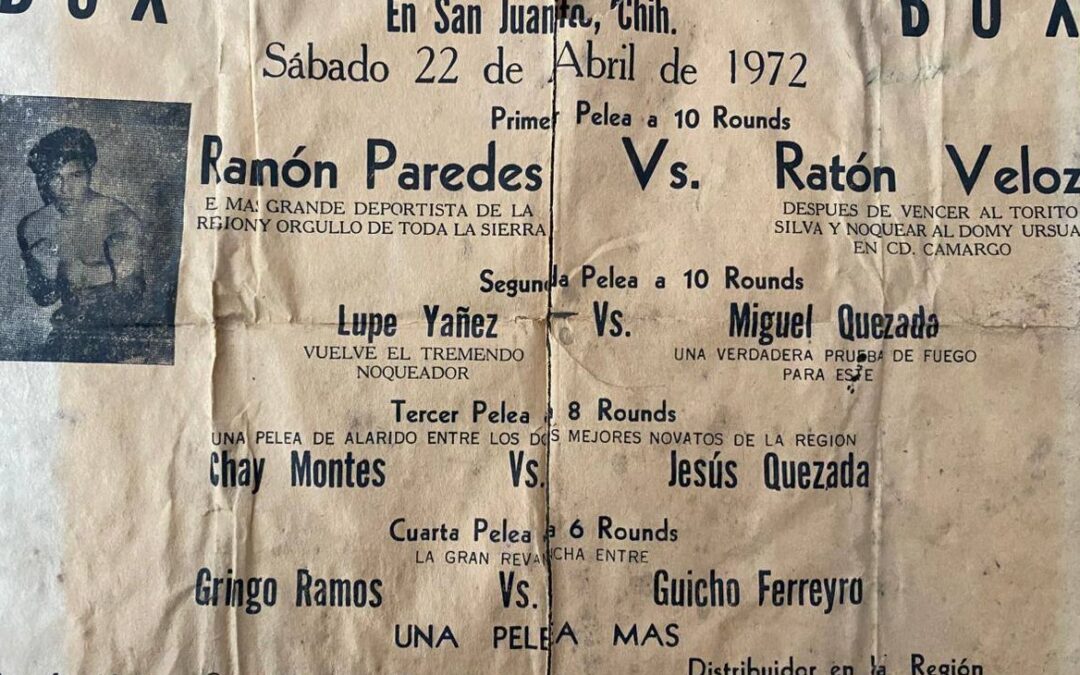 BOX BOX
En San Juanito, Chih.
Sábado 22 de Abril de 1972
Primer Pelea a 10 Rounds
Ramón Paredes Vs. Ratón Veloz
E MAS GRANDE DEPORTISTA DE LA
REGION Y ORGULLO DE TODA LA SIERRA
DESPUES DE VENCER AL TORITO
SILVA Y NOQUEAR AL DOMY URSUA
EN CD. CAMARGO
Segunda Pelea a 10 Rounds
Lupe Yañez Vs. Miguel Quezada
VUELVE EL TREMENDO
NOQUEADOR
UNA VERDADERA PRUEBA DE FUEGO
PARA ESTE
Tercer Pelea a 8 Rounds
UNA PELEA DE ALARIDO ENTRE LOS DOS MEJORES NOVATOS DE LA REGION
Chay Montes Vs. Jesús Quezada
Cuarta Pelea a 6 Rounds
LA GRAN REVANCHA ENTRE
Gringo Ramos Vs. Guicho Ferreyro
UNA PELEA MAS
Distribuidor en la Región